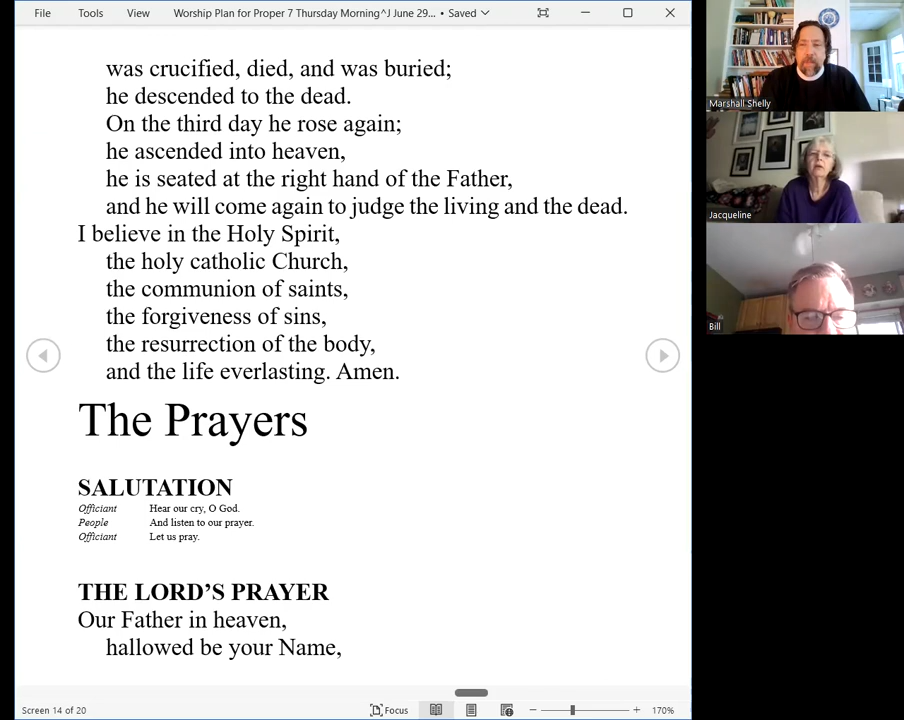 File Tools View Worship Plan for Proper 7 Thursday Morning^J June 29... • Saved
was crucified, died, and was buried;
he descended to the dead.
On the third day he rose again;
he ascended into heaven,
he is seated at the right hand of the Father,
and he will come again to judge the living and the dead.
I believe in the Holy Spirit,
the holy catholic Church,
the communion of saints,
the forgiveness of sins,
the resurrection of the body,
and the life everlasting. Amen.
The Prayers
SALUTATION
Officiant Hear our cry, O God.
People And listen to our prayer.
Officiant Let us pray.
THE LORD’S PRAYER
Our Father in heaven,
hallowed be your Name,
Screen 14 of 20 Focus 170%
Marshall Shelly
Jacqueline
Bill